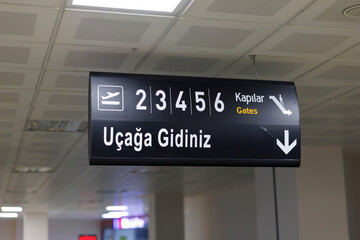 2 3 4 5 6 Kapılar
Gates
Uçağa Gidiniz